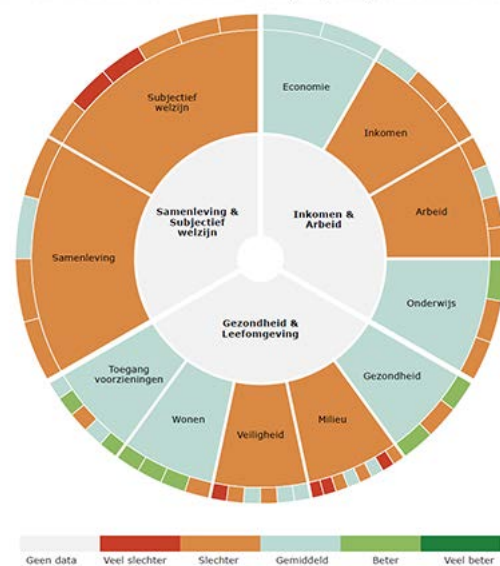 Economie
Subjectief
welzijn
Inkomen
Samenleving &
Subjectief
welzijn
Inkomen &
Arbeid
Arbeid
Samenleving
Onderwijs
Gezondheid &
Leefomgeving
Toegang
voorzieningen
Gezondheid
Wonen
Veiligheid
Milieu
Geen data
Veel slechter
Slechter
Gemiddeld
Beter
Veel beter